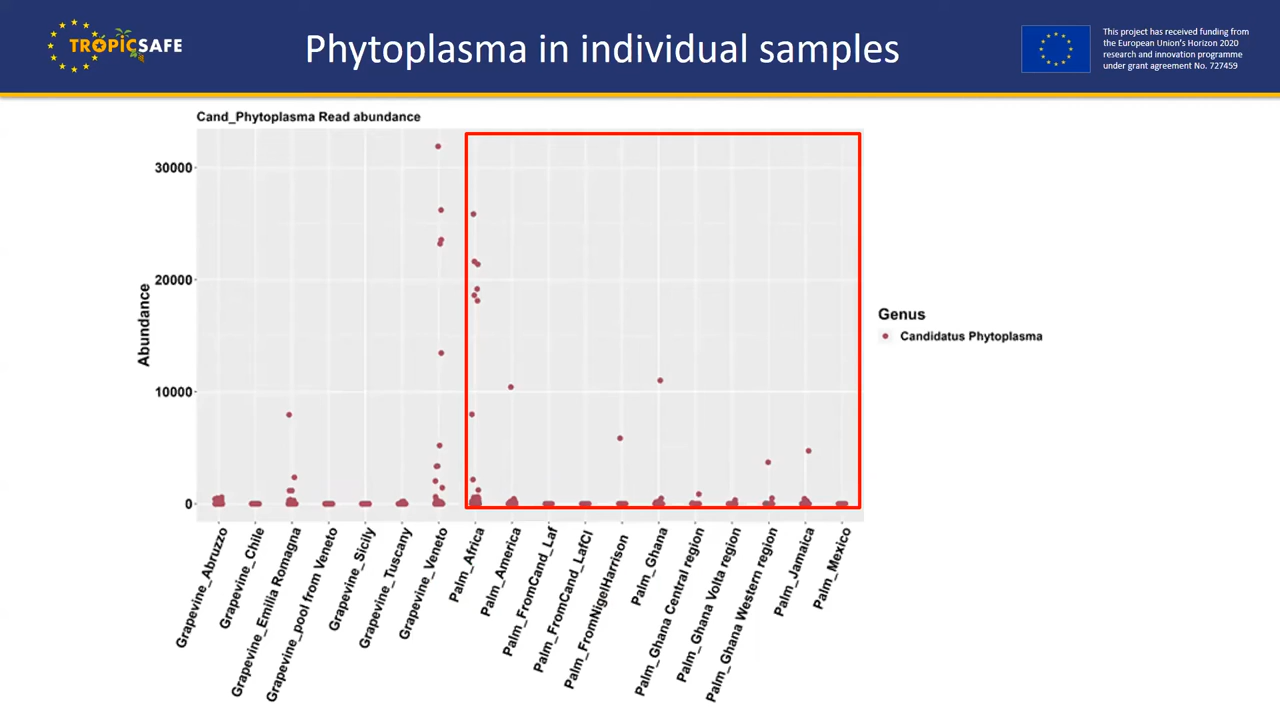 TROPICSAFE
Phytoplasma in individual samples
This project has received funding from
the European Union's Horizon 2020
research and innovation programme
under grant agreement No. 727459
Cand_Phytoplasma Read abundance
30000
20000
10000
0
Abundance
Genus
Candidatus Phytoplasma
Grapevine_Abruzzo
Grapevine_Chile
Grapevine_Emilia Romagna
Grapevine_pool from Veneto
Grapevine_Sicily
Grapevine_Tuscany
Grapevine_Veneto
Palm_Africa
Palm_America
Palm_FromCand_Laf
Palm_FromCand_LafCl
Palm_FromNigelHarrison
Palm_Ghana
Palm_Ghana Central region
Palm_Ghana Volta region
Palm_Ghana Western region
Palm_Jamaica
Palm_Mexico